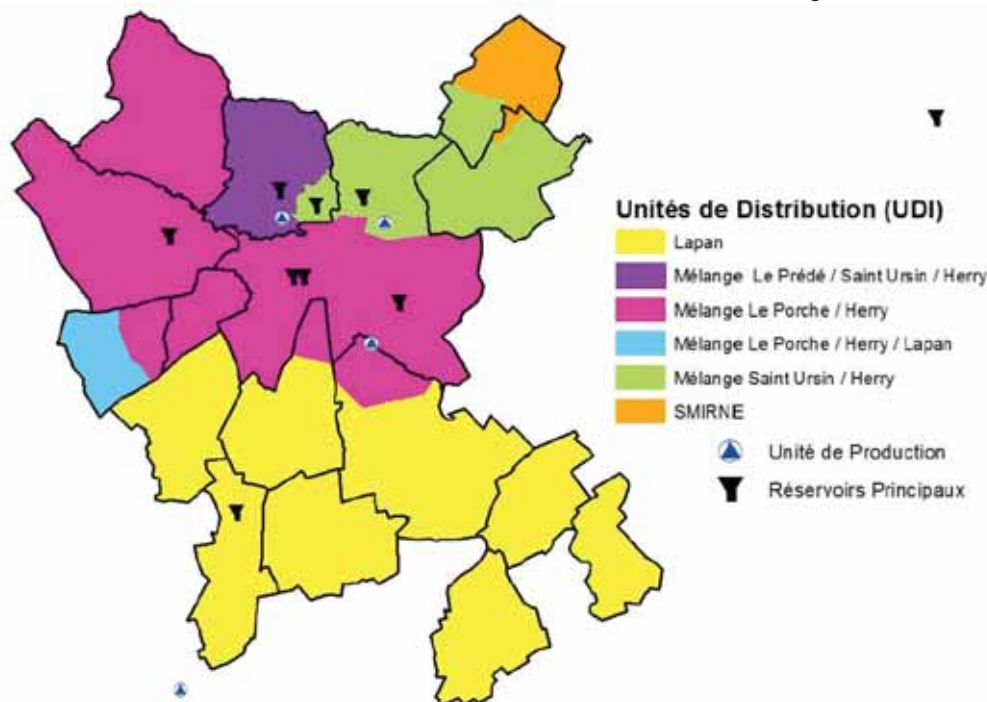 Unités de Distribution (UDI)
Lapan
Mélange Le Prédé / Saint Ursin / Herry
Mélange Le Porche / Herry
Mélange Le Porche / Herry / Lapan
Mélange Saint Ursin / Herry
SMIRNE
Unité de Production
Réservoirs Principaux